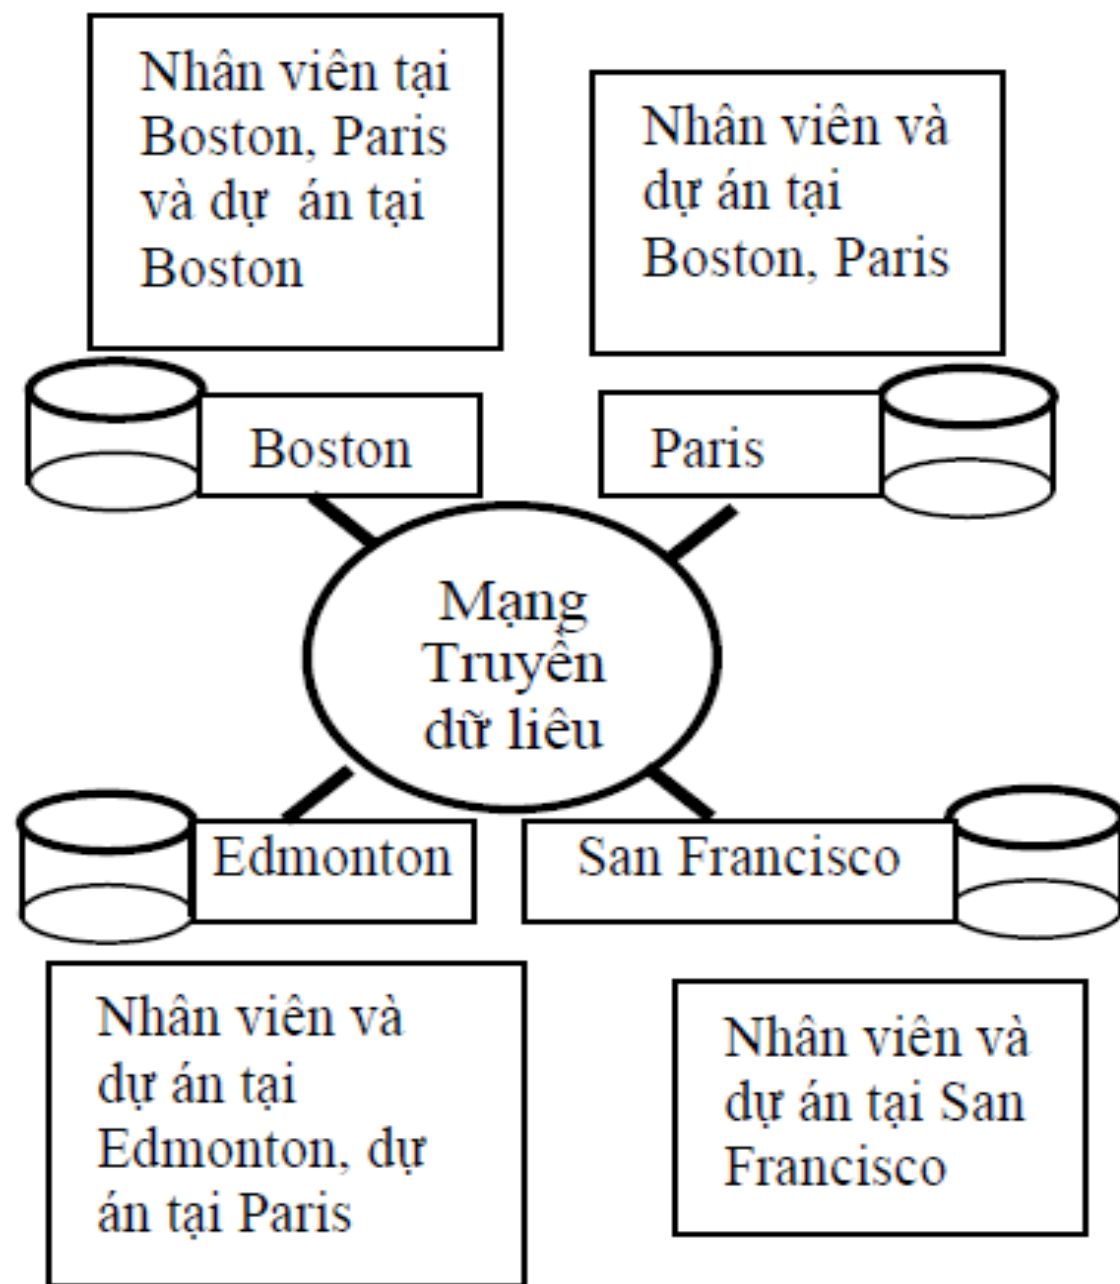 Nhân viên tại
Boston, Paris
và dự án tại
Boston
Nhân viên và
dự án tại
Boston, Paris
Boston
Paris
Mạng
Truyền
dữ liêu
Edmonton
San Francisco
Nhân viên và
dự án tại
Edmonton, dự
án tại Paris
Nhân viên và
dự án tại San
Francisco